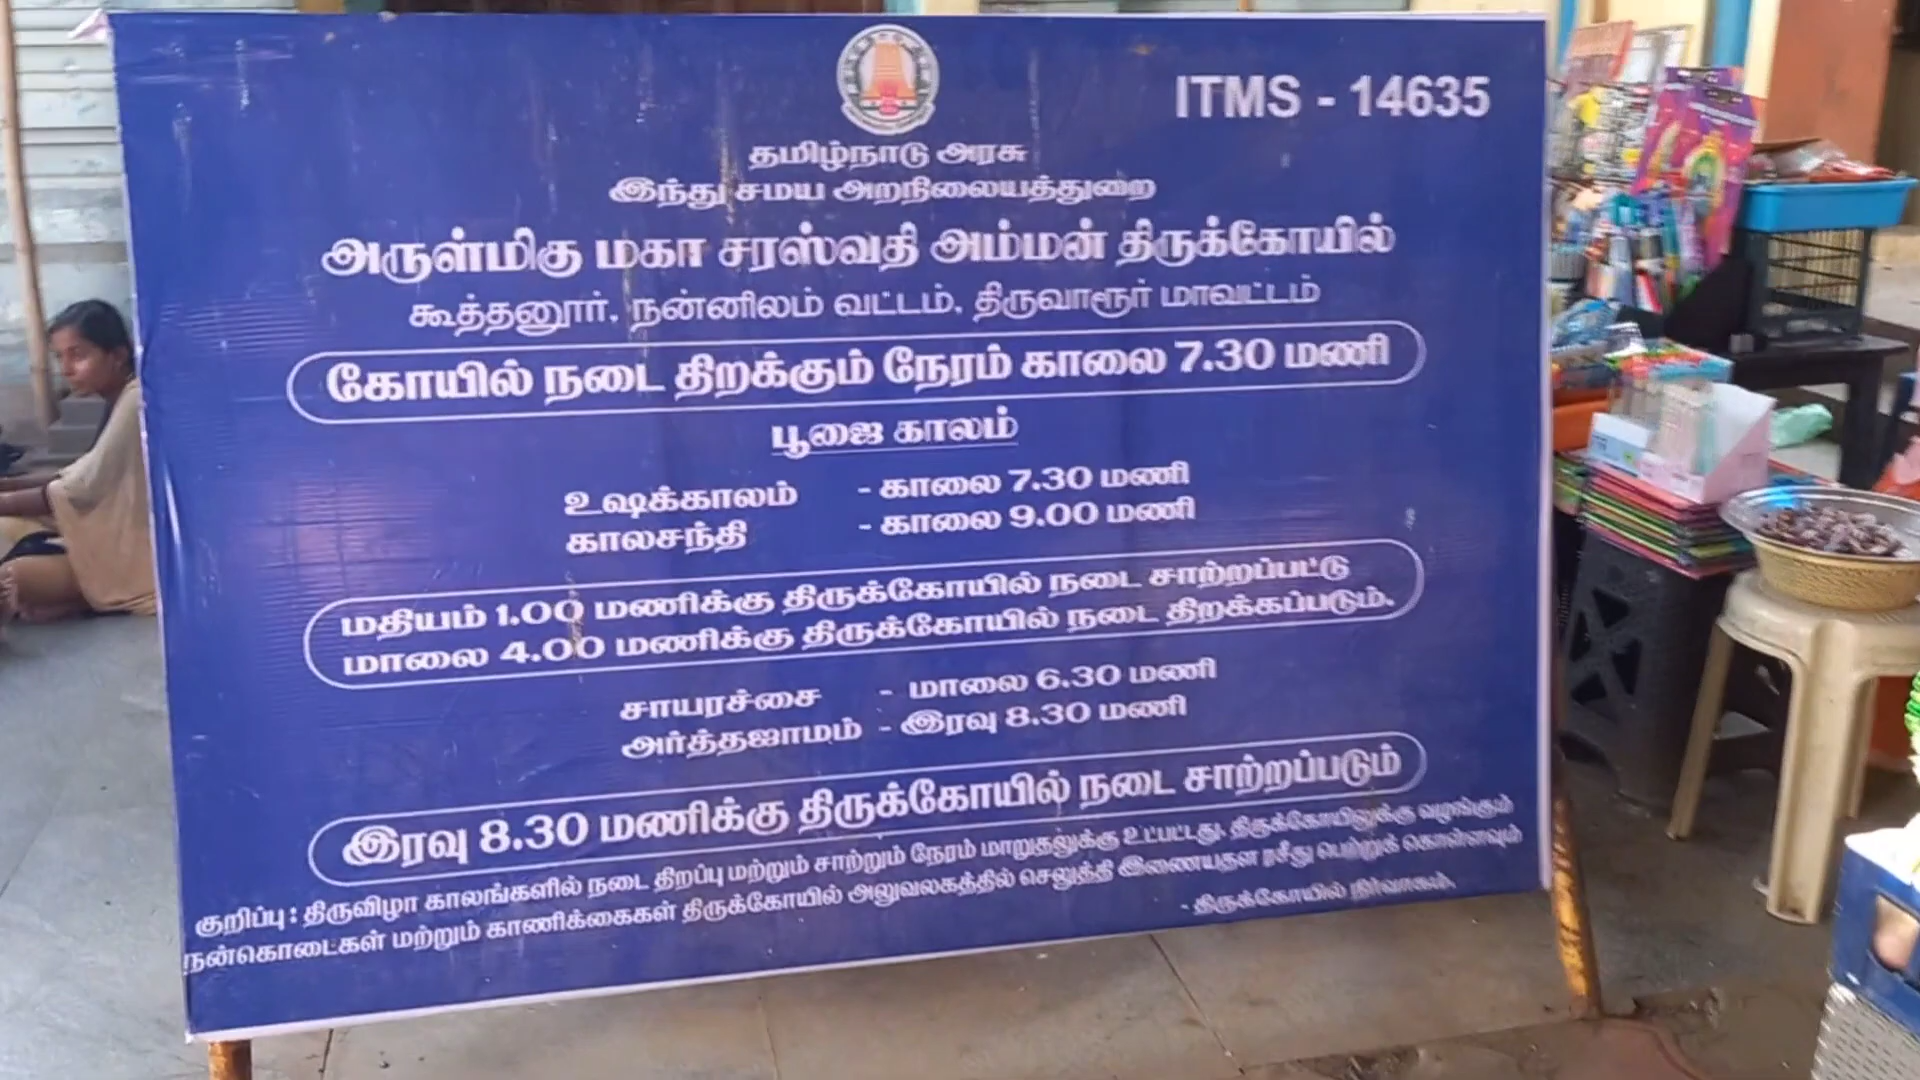 ITMS - 14635
தமிழ்நாடு அரசு
இந்து சமய அறநிலையத்துறை
அருள்மிகு மகா சரஸ்வதி அம்மன் திருக்கோயில்
கூத்தனூர், நன்னிலம் வட்டம், திருவாரூர் மாவட்டம்
கோயில் நடை திறக்கும் நேரம் காலை 7.30 மணி
பூஜை காலம்
உஷக்காலம் - காலை 7.30 மணி
காலசந்தி - காலை 9.00 மணி
மதியம் 1.00 மணிக்கு திருக்கோயில் நடை சாற்றப்பட்டு
மாலை 4.00 மணிக்கு திருக்கோயில் நடை திறக்கப்படும்.
சாயரச்சை - மாலை 6.30 மணி
அர்த்தஜாமம் - இரவு 8.30 மணி
இரவு 8.30 மணிக்கு திருக்கோயில் நடை சாற்றப்படும்
குறிப்பு : திருவிழா காலங்களில் நடை திறப்பு மற்றும் சாற்றும் நேரம் மாறுதலுக்கு உட்பட்டது. திருக்கோயிலுக்கு வழங்கும்
நன்கொடைகள் மற்றும் காணிக்கைகள் திருக்கோயில் அலுவலகத்தில் செலுத்தி இணையதள ரசீது பெற்றுக் கொள்ளவும்
- திருக்கோயில் நிர்வாகம்.